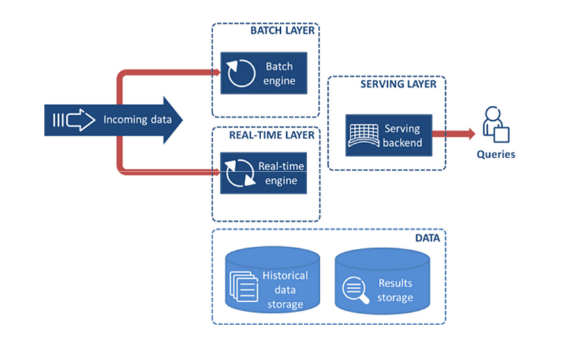 BATCH LAYER
Batch
engine
Incoming data
REAL-TIME LAYER
Real-time
engine
SERVING LAYER
Serving
backend
Queries
DATA
Historical
data
storage
Results
storage